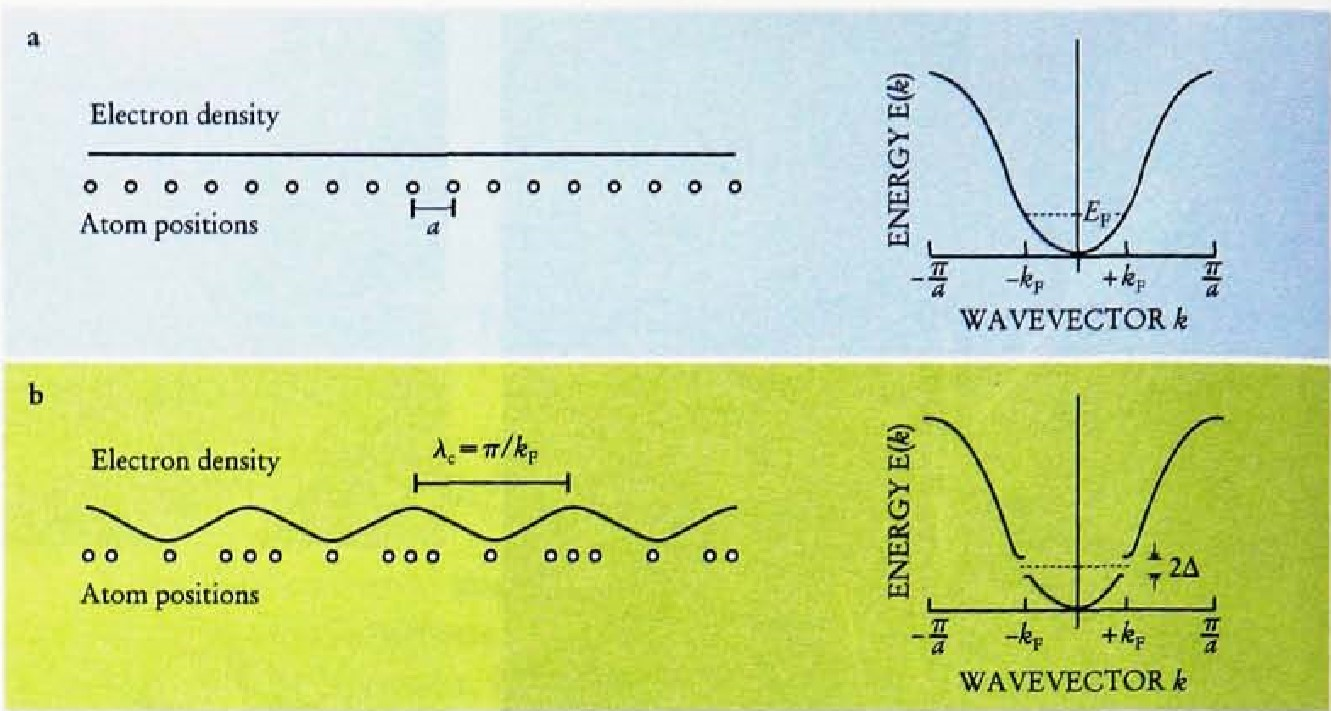 a
Electron density
Atom positions
a
ENERGY E(k)
E_F
-π/a -k_F +k_F π/a
WAVEVECTOR k
b
Electron density
λ_c = π/k_F
Atom positions
ENERGY E(k)
2Δ
-π/a -k_F +k_F π/a
WAVEVECTOR k